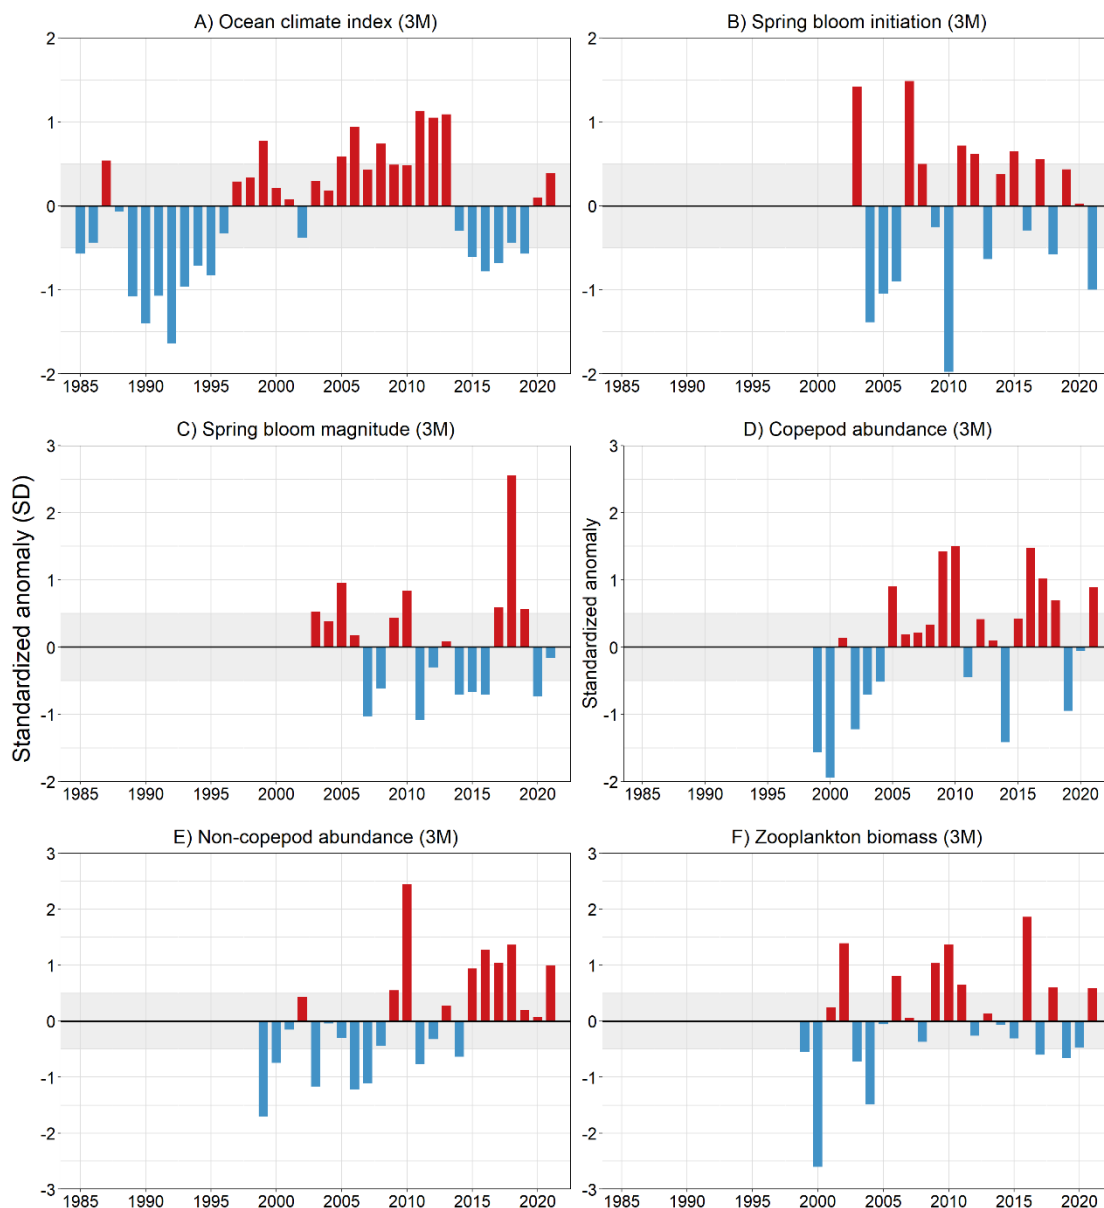 A) Ocean climate index (3M)
B) Spring bloom initiation (3M)
2
1
0
-1
-2
2
1
0
-1
-2
1985 1990 1995 2000 2005 2010 2015 2020
1985 1990 1995 2000 2005 2010 2015 2020
C) Spring bloom magnitude (3M)
D) Copepod abundance (3M)
Standardized anomaly (SD)
3
2
1
0
-1
-2
Standardized anomaly
3
2
1
0
-1
-2
1985 1990 1995 2000 2005 2010 2015 2020
1985 1990 1995 2000 2005 2010 2015 2020
E) Non-copepod abundance (3M)
F) Zooplankton biomass (3M)
3
2
1
0
-1
-2
-3
3
2
1
0
-1
-2
-3
1985 1990 1995 2000 2005 2010 2015 2020
1985 1990 1995 2000 2005 2010 2015 2020